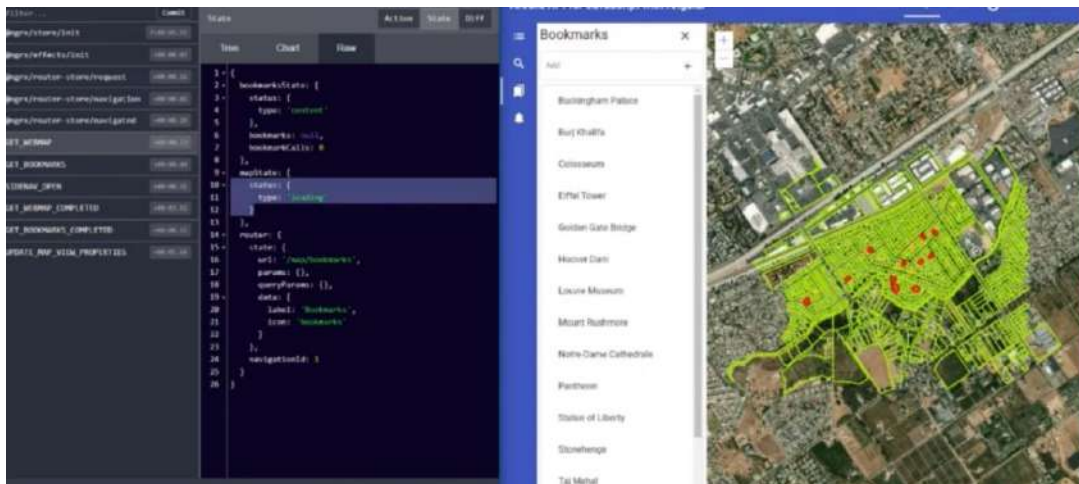 filter...
Commit
@ngrx/store/init
@ngrx/effects/init
@ngrx/router-store/request
@ngrx/router-store/navigation
@ngrx/router-store/navigated
GET_WEBMAP
GET_BOOKMARKS
SIDENAV_OPEN
GET_WEBMAP_COMPLETED
GET_BOOKMARKS_COMPLETED
UPDATE_MAP_VIEW_PROPERTIES
State
Action State Diff
Tree Chart Raw
1 {
2 bookmarksState: {
3 status: {
4 type: 'content'
5 },
6 bookmarks: null,
7 bookmarkCalls: 0
8 },
9 mapState: {
10 status: {
11 type: 'loading'
12 }
13 },
14 router: {
15 state: {
16 url: '/map/bookmarks',
17 params: {},
18 queryParams: {},
19 data: {
20 label: 'Bookmarks',
21 icon: 'bookmarks'
22 }
23 },
24 navigationId: 1
25 }
26 }
Bookmarks ×
Add +
Buckingham Palace
Burj Khalifa
Colosseum
Eiffel Tower
Golden Gate Bridge
Hoover Dam
Louvre Museum
Mount Rushmore
Notre-Dame Cathedrale
Pantheon
Statue of Liberty
Stonehenge
Taj Mahal